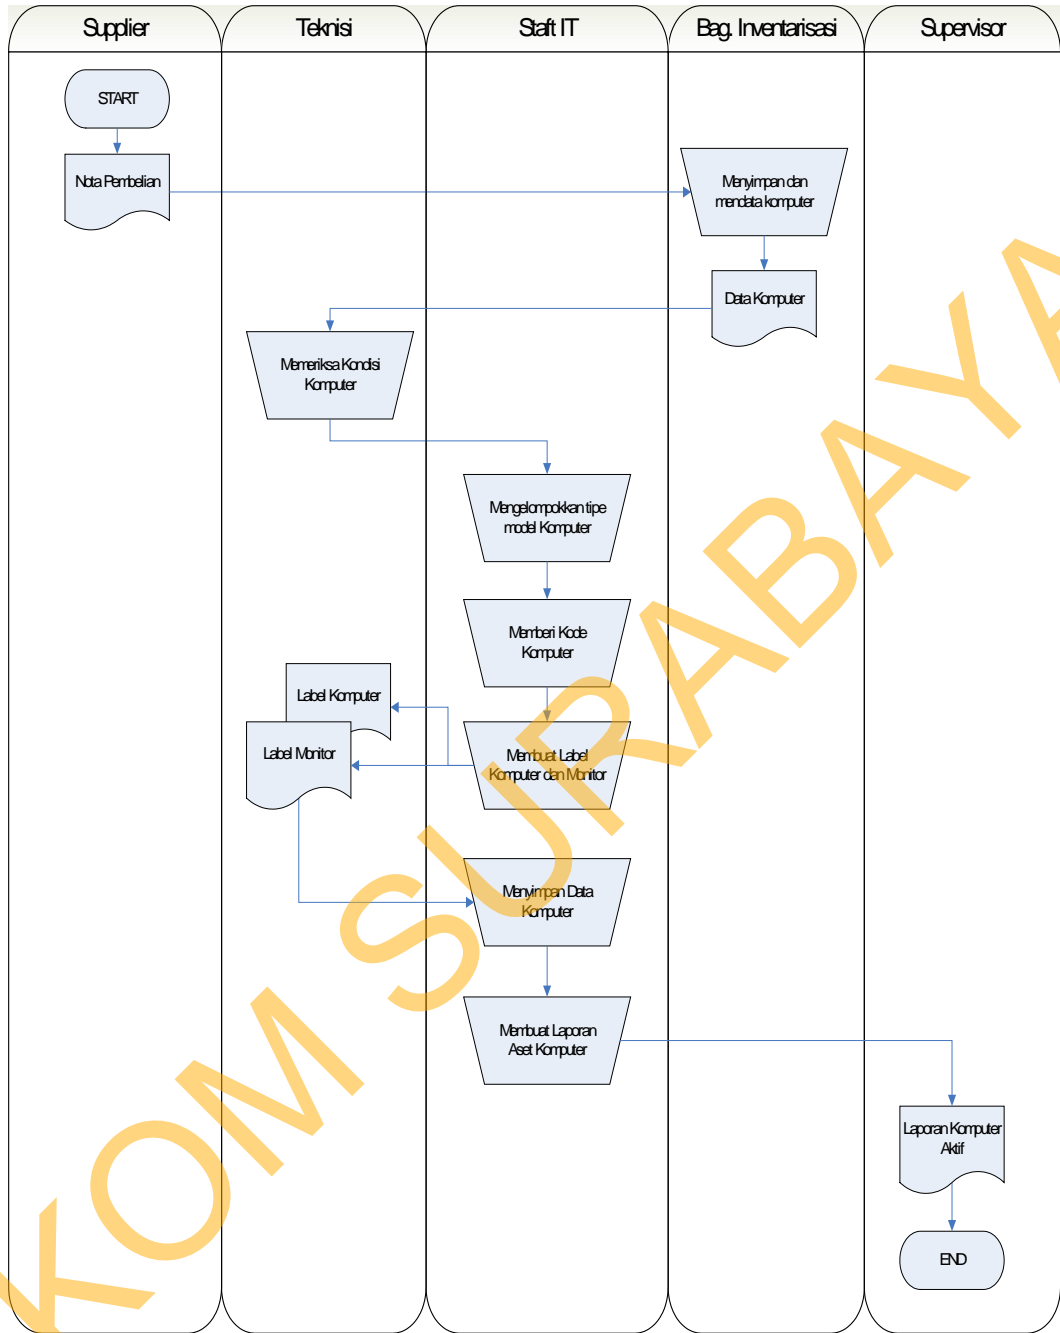 Supplier
Teknisi
Staft IT
Bag. Inventarisasi
Supervisor
START
Nota Pembelian
Menyimpan dan
mendata komputer
Data Komputer
Memeriksa Kondisi
Komputer
Mengelompokkan tipe
model Komputer
Memberi Kode
Komputer
Label Komputer
Label Monitor
Membuat Label
Komputer dan Monitor
Menyimpan Data
Komputer
Membuat Laporan
Aset Komputer
Laporan Komputer
Aktif
END
KOM SURABAYA